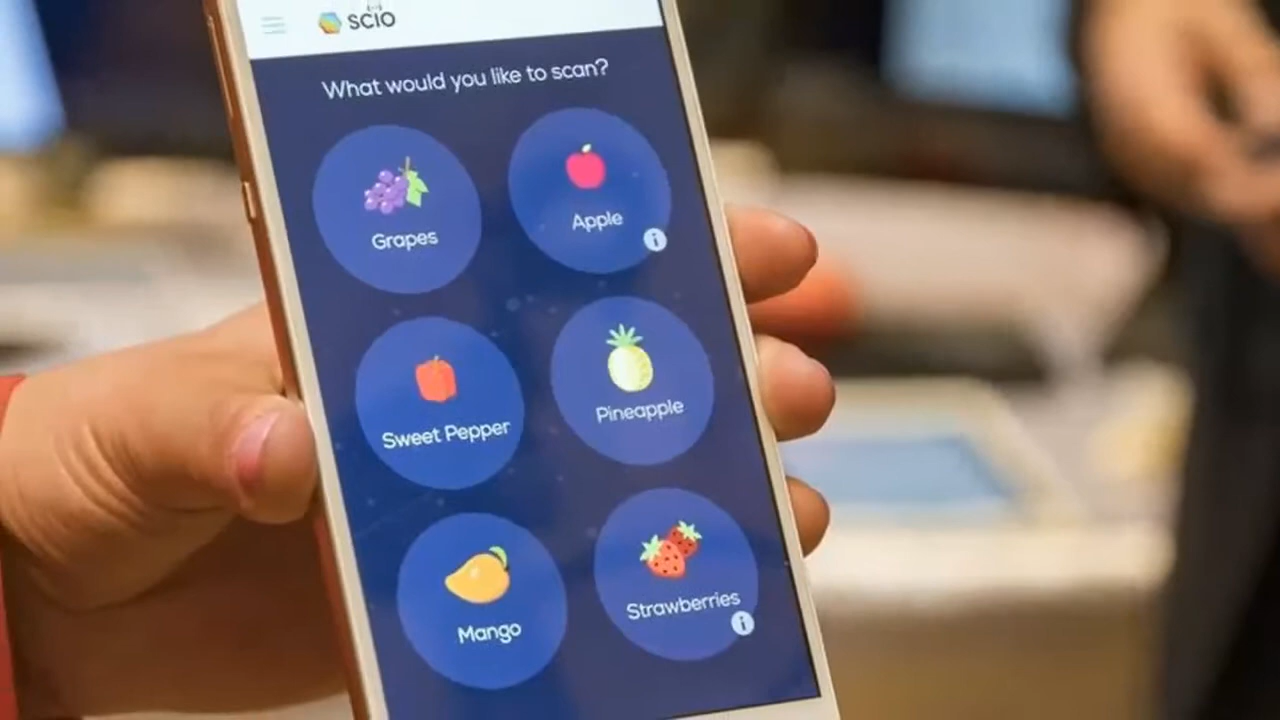 SCIO
What would you like to scan?
Grapes
Apple
i
Sweet Pepper
Pineapple
Mango
Strawberries
i